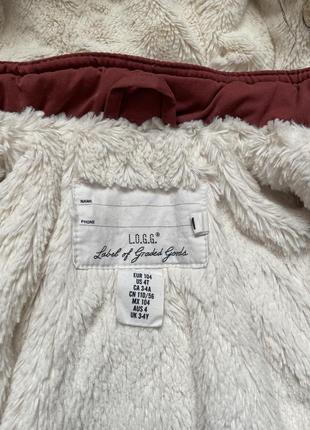 NAME
PHONE
L.O.G.G.®
Label of Graded Goods
EUR 104
US 4T
CA 3-4A
CN 110/56
MX 104
AUS 4
UK 3-4Y